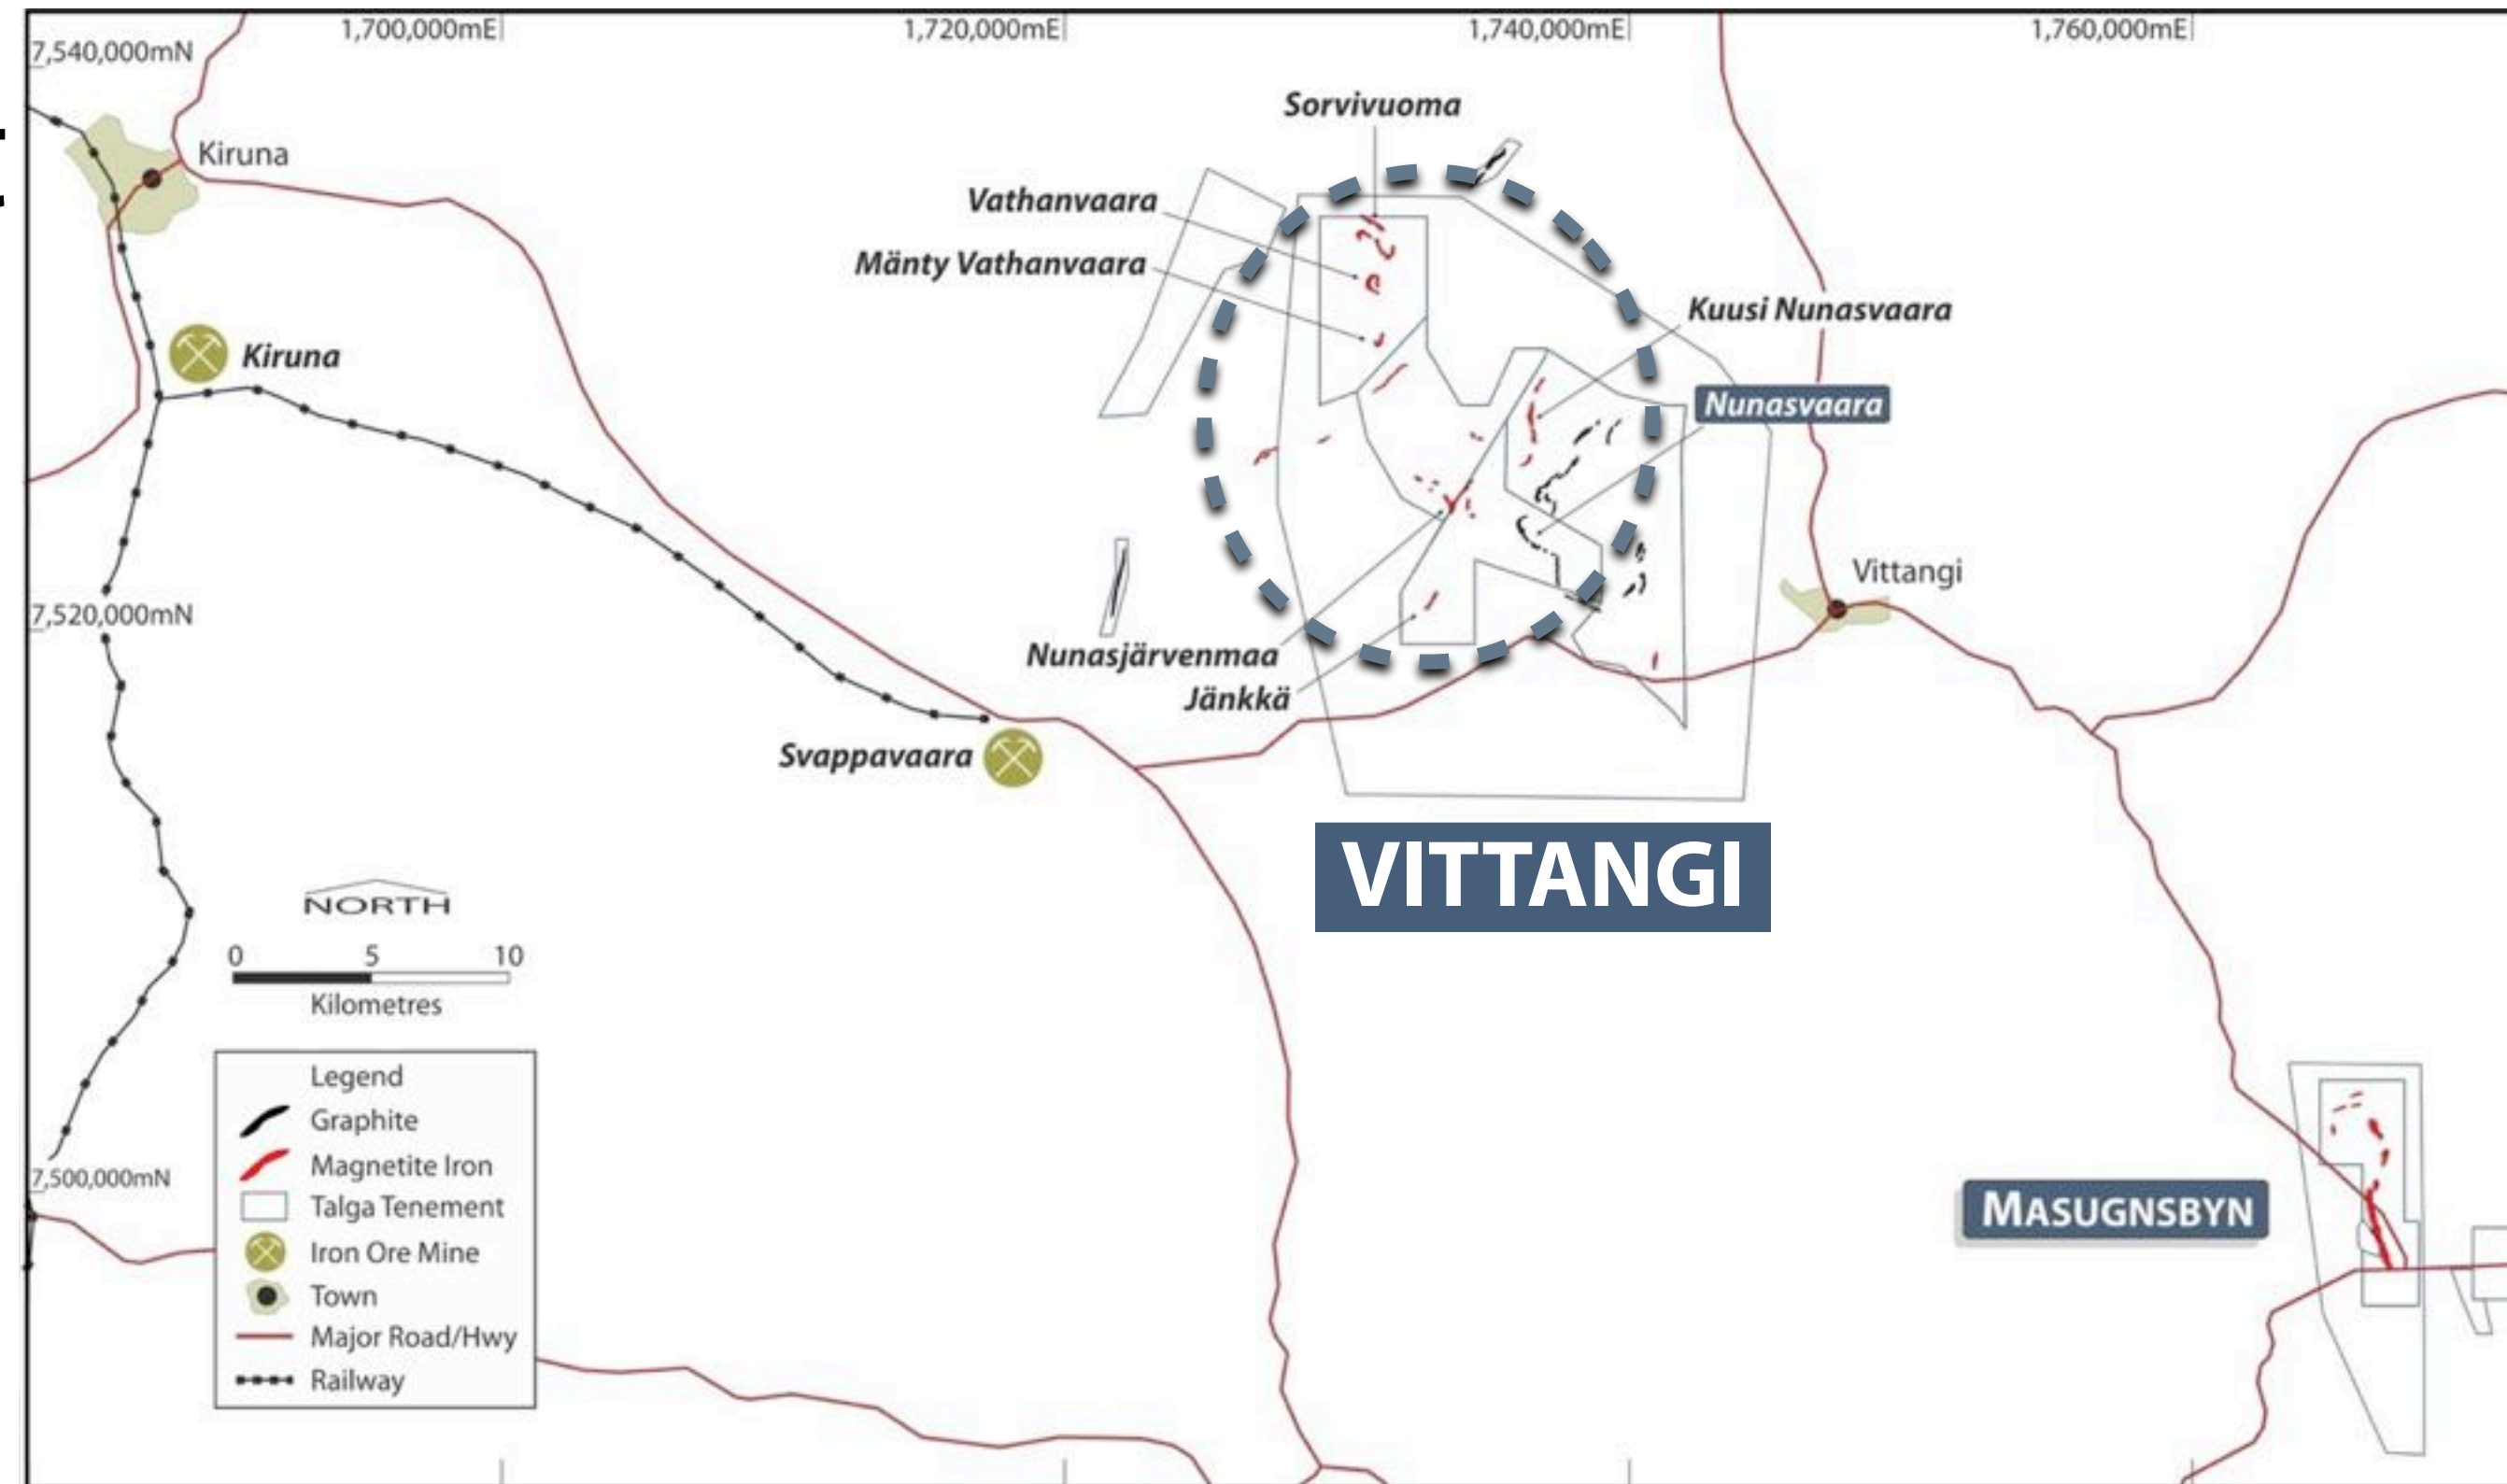 1,700,000mE
1,720,000mE
1,740,000mE
1,760,000mE
7,540,000mN
Sorvivuoma
Kiruna
Vathanvaara
Mänty Vathanvaara
Kuusi Nunasvaara
Kiruna
Nunasvaara
Vittangi
7,520,000mN
Nunasjärvenmaa
Jänkkä
Svappavaara
VITTANGI
NORTH
0 5 10
Kilometres
Legend
Graphite
Magnetite Iron
7,500,000mN
Talga Tenement
MASUGNSBYN
Iron Ore Mine
Town
Major Road/Hwy
Railway